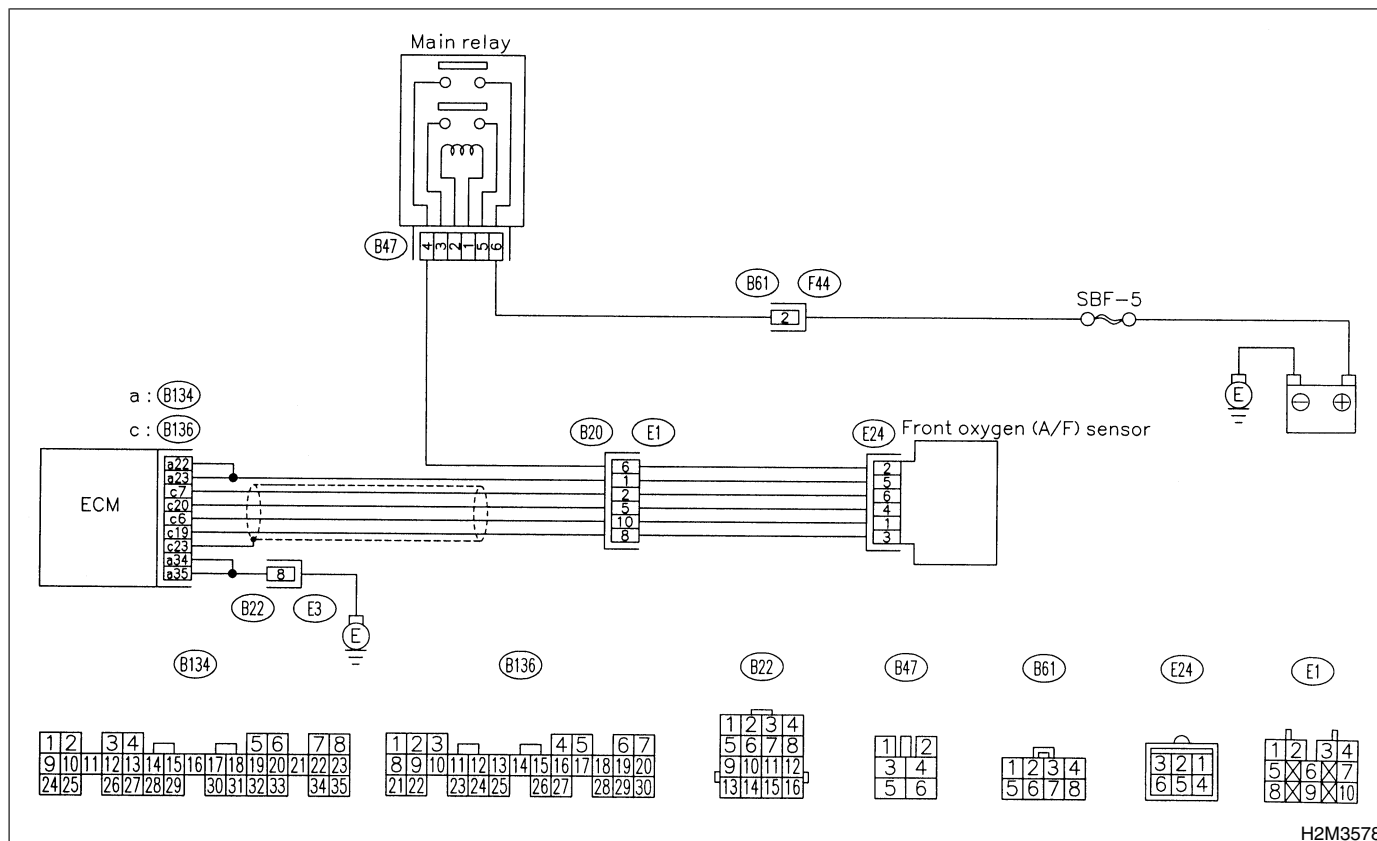 Main relay
B47
4 3 2 1 5 6
B61 F44
2
SBF-5
E
⊖ ⊕
a : B134
c : B136
B20 E1
E24
Front oxygen (A/F) sensor
ECM
a22
a23
c7
c20
c6
c19
c23
a34
a35
6
1
2
5
10
8
2
5
6
4
1
3
8
B22 E3
E
B134
1 2 3 4 5 6 7 8
9 10 11 12 13 14 15 16 17 18 19 20 21 22 23
24 25 26 27 28 29 30 31 32 33 34 35
B136
1 2 3 4 5 6 7
8 9 10 11 12 13 14 15 16 17 18 19 20
21 22 23 24 25 26 27 28 29 30
B22
1 2 3 4
5 6 7 8
9 10 11 12
13 14 15 16
B47
1 2
3 4
5 6
B61
1 2 3 4
5 6 7 8
E24
3 2 1
6 5 4
E1
1 2 3 4
5 6 7
8 9 10
H2M3578